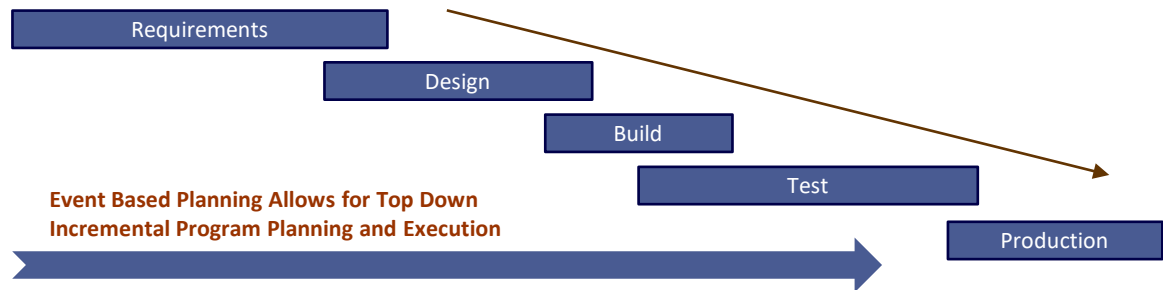 Requirements
Design
Build
Test
Event Based Planning Allows for Top Down
Incremental Program Planning and Execution
Production